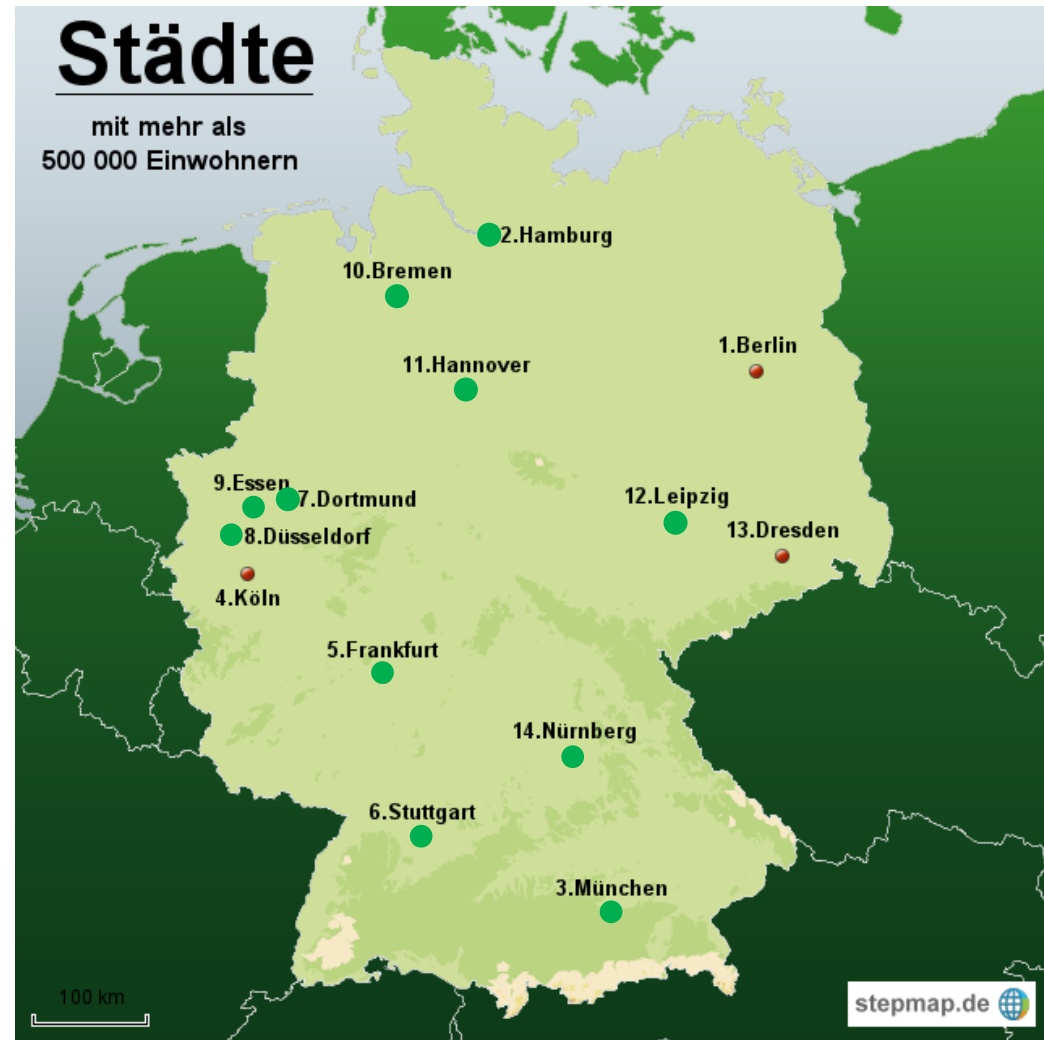 Städte
mit mehr als
500 000 Einwohnern
2.Hamburg
10.Bremen
1.Berlin
11.Hannover
9.Essen
7.Dortmund
12.Leipzig
13.Dresden
8.Düsseldorf
4.Köln
5.Frankfurt
14.Nürnberg
6.Stuttgart
3.München
100 km
stepmap.de